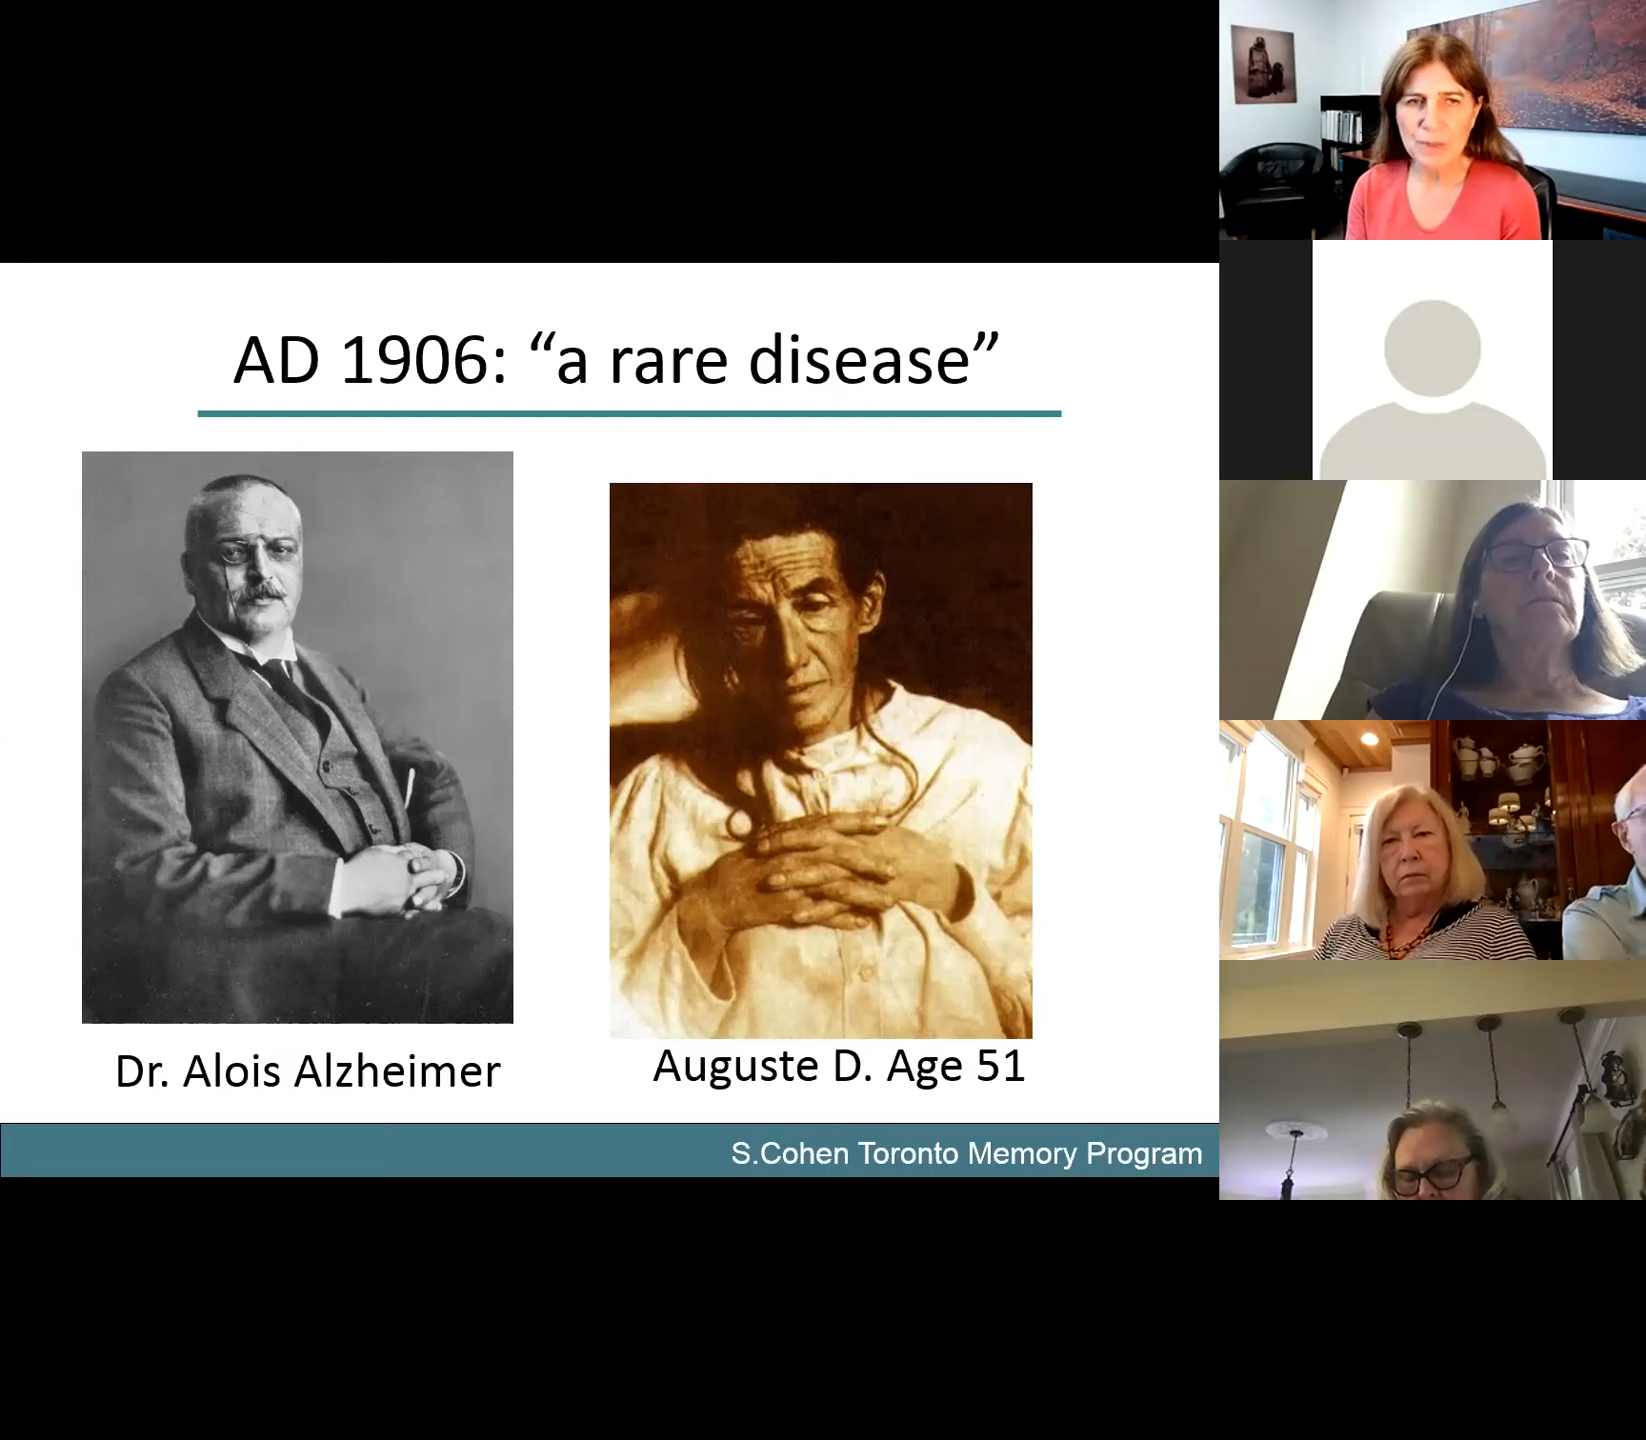 AD 1906: “a rare disease”
Dr. Alois Alzheimer
Auguste D. Age 51
S.Cohen Toronto Memory Program